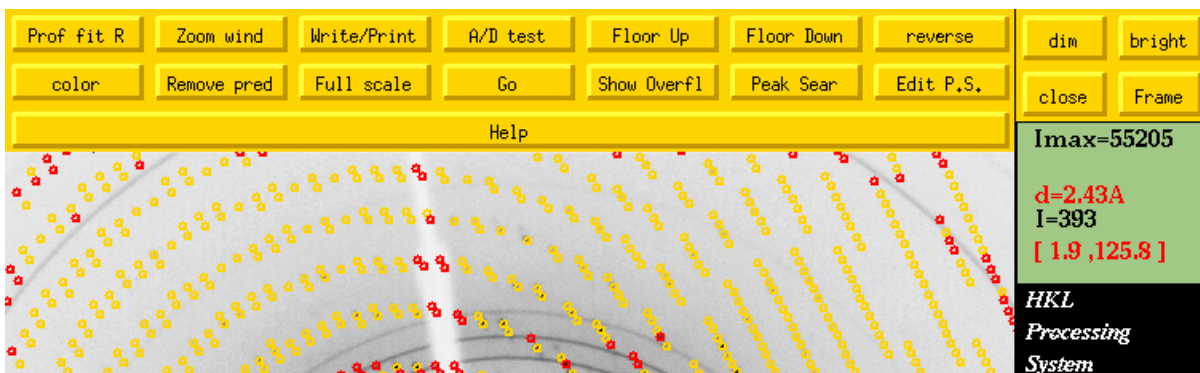 Prof fit R Zoom wind Write/Print A/D test Floor Up Floor Down reverse
color Remove pred Full scale Go Show Overfl Peak Sear Edit P.S.
Help
dim bright
close Frame
Imax=55205
d=2.43A
I=393
[ 1.9 ,125.8 ]
HKL
Processing
System